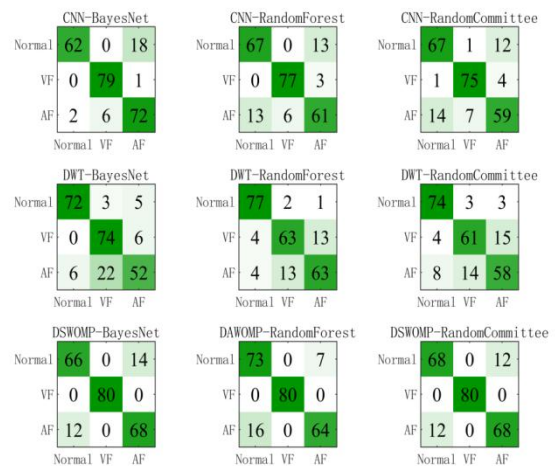 CNN-BayesNet CNN-RandomForest CNN-RandomCommittee
Normal 62 0 18 Normal 67 0 13 Normal 67 1 12
VF 0 79 1 VF 0 77 3 VF 1 75 4
AF 2 6 72 AF 13 6 61 AF 14 7 59
Normal VF AF Normal VF AF Normal VF AF
DWT-BayesNet DWT-RandomForest DWT-RandomCommittee
Normal 72 3 5 Normal 77 2 1 Normal 74 3 3
VF 0 74 6 VF 4 63 13 VF 4 61 15
AF 6 22 52 AF 4 13 63 AF 8 14 58
Normal VF AF Normal VF AF Normal VF AF
DSWOMP-BayesNet DAWOMP-RandomForest DSWOMP-RandomCommittee
Normal 66 0 14 Normal 73 0 7 Normal 68 0 12
VF 0 80 0 VF 0 80 0 VF 0 80 0
AF 12 0 68 AF 16 0 64 AF 12 0 68
Normal VF AF Normal VF AF Normal VF AF